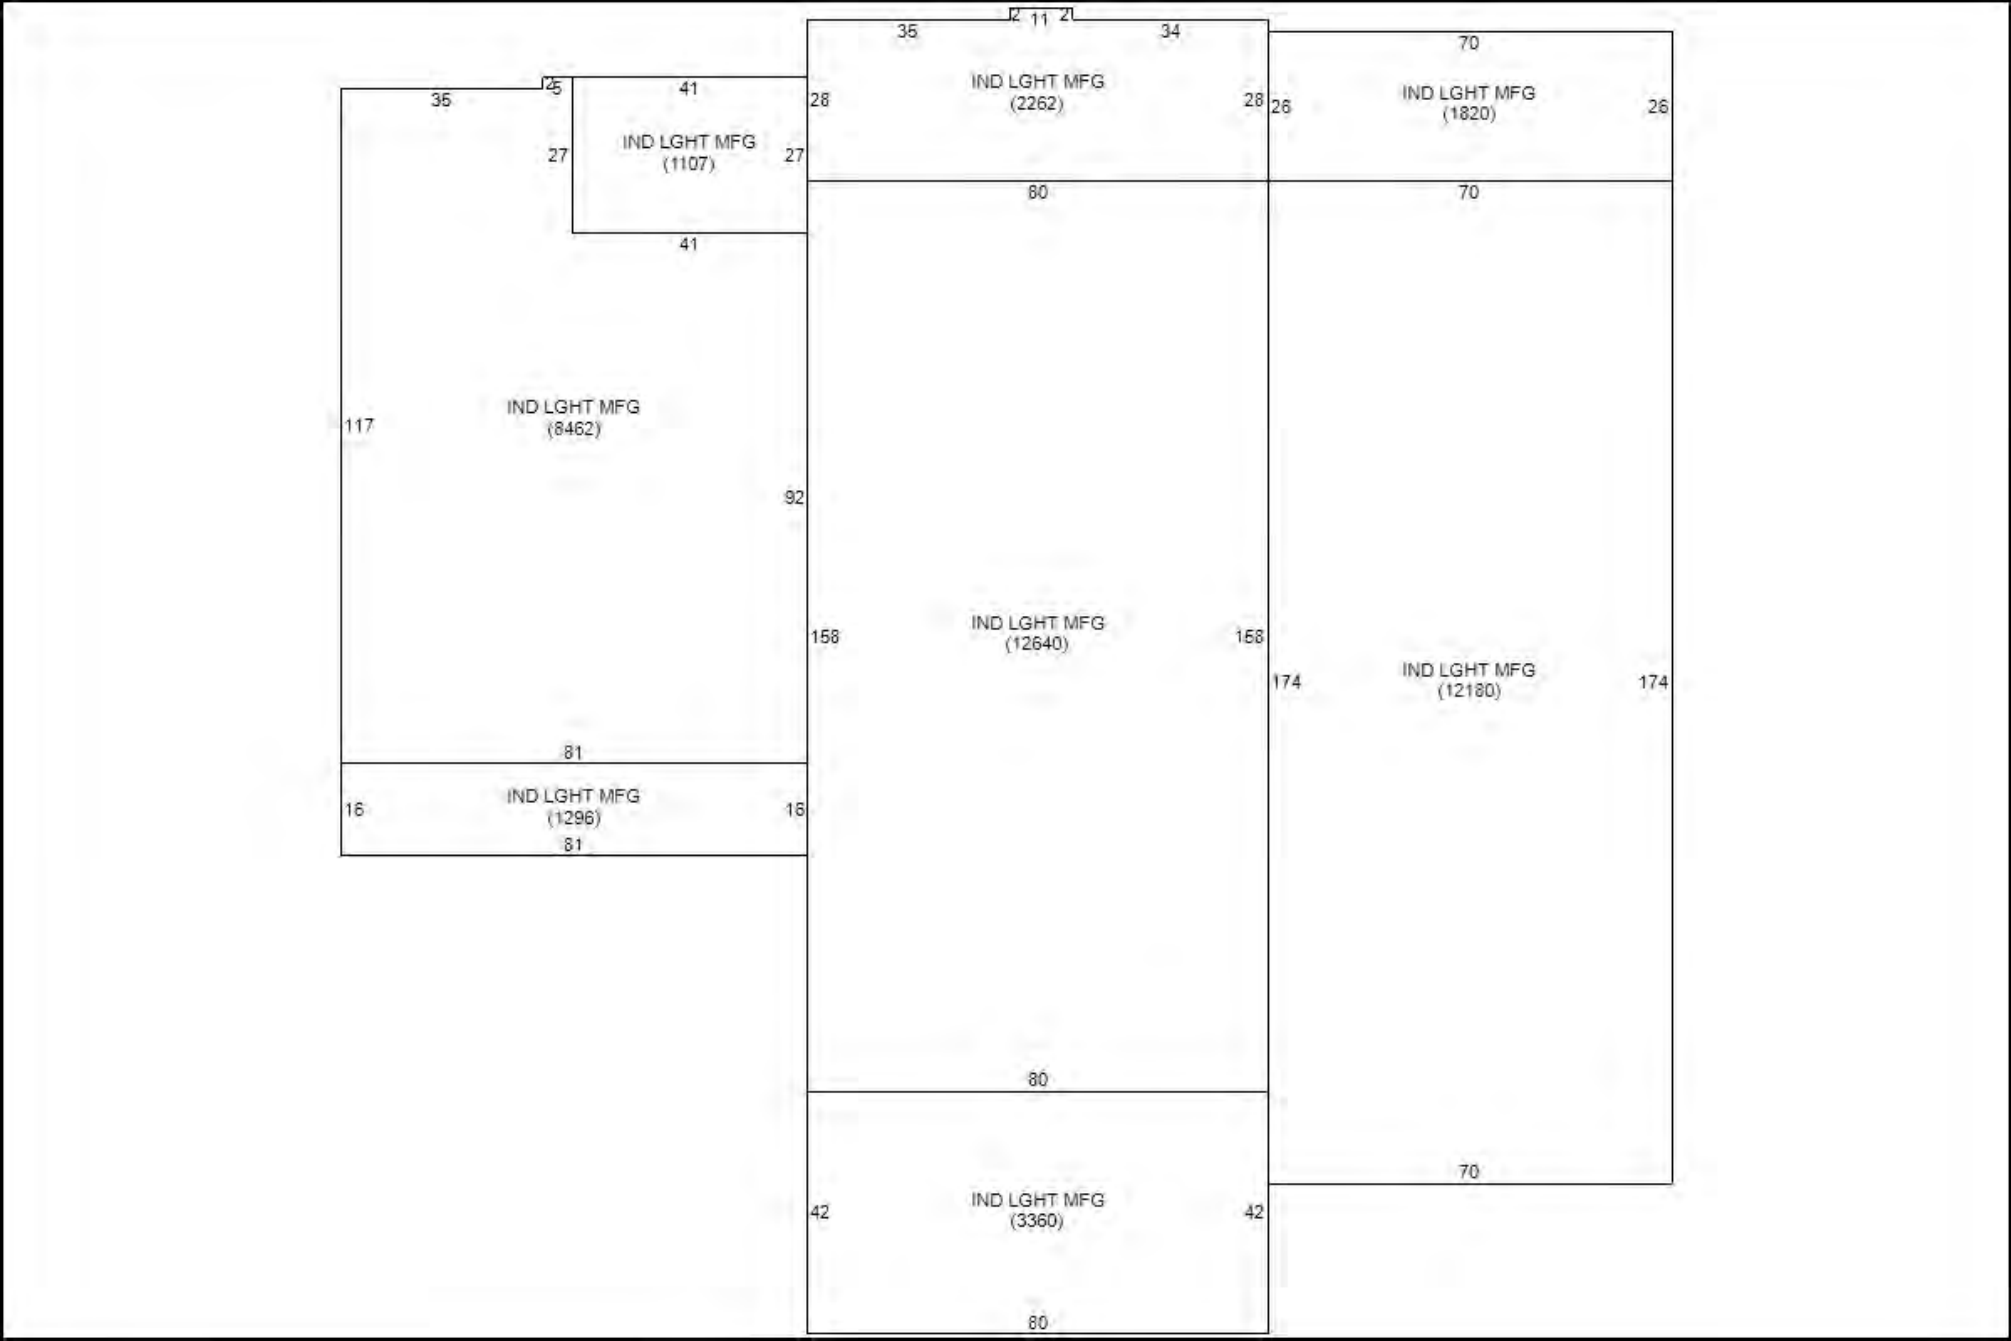 2 11 2
35 34
70
IND LGHT MFG
(2262)
28 28
26 IND LGHT MFG 26
(1820)
35 2 5 41
IND LGHT MFG
(1107)
27 27
80
70
41
IND LGHT MFG
(8462)
117
92
IND LGHT MFG
(12640)
158 158
IND LGHT MFG
(12180)
174 174
81
IND LGHT MFG
(1296)
16 16
81
80
70
IND LGHT MFG
(3360)
42 42
80